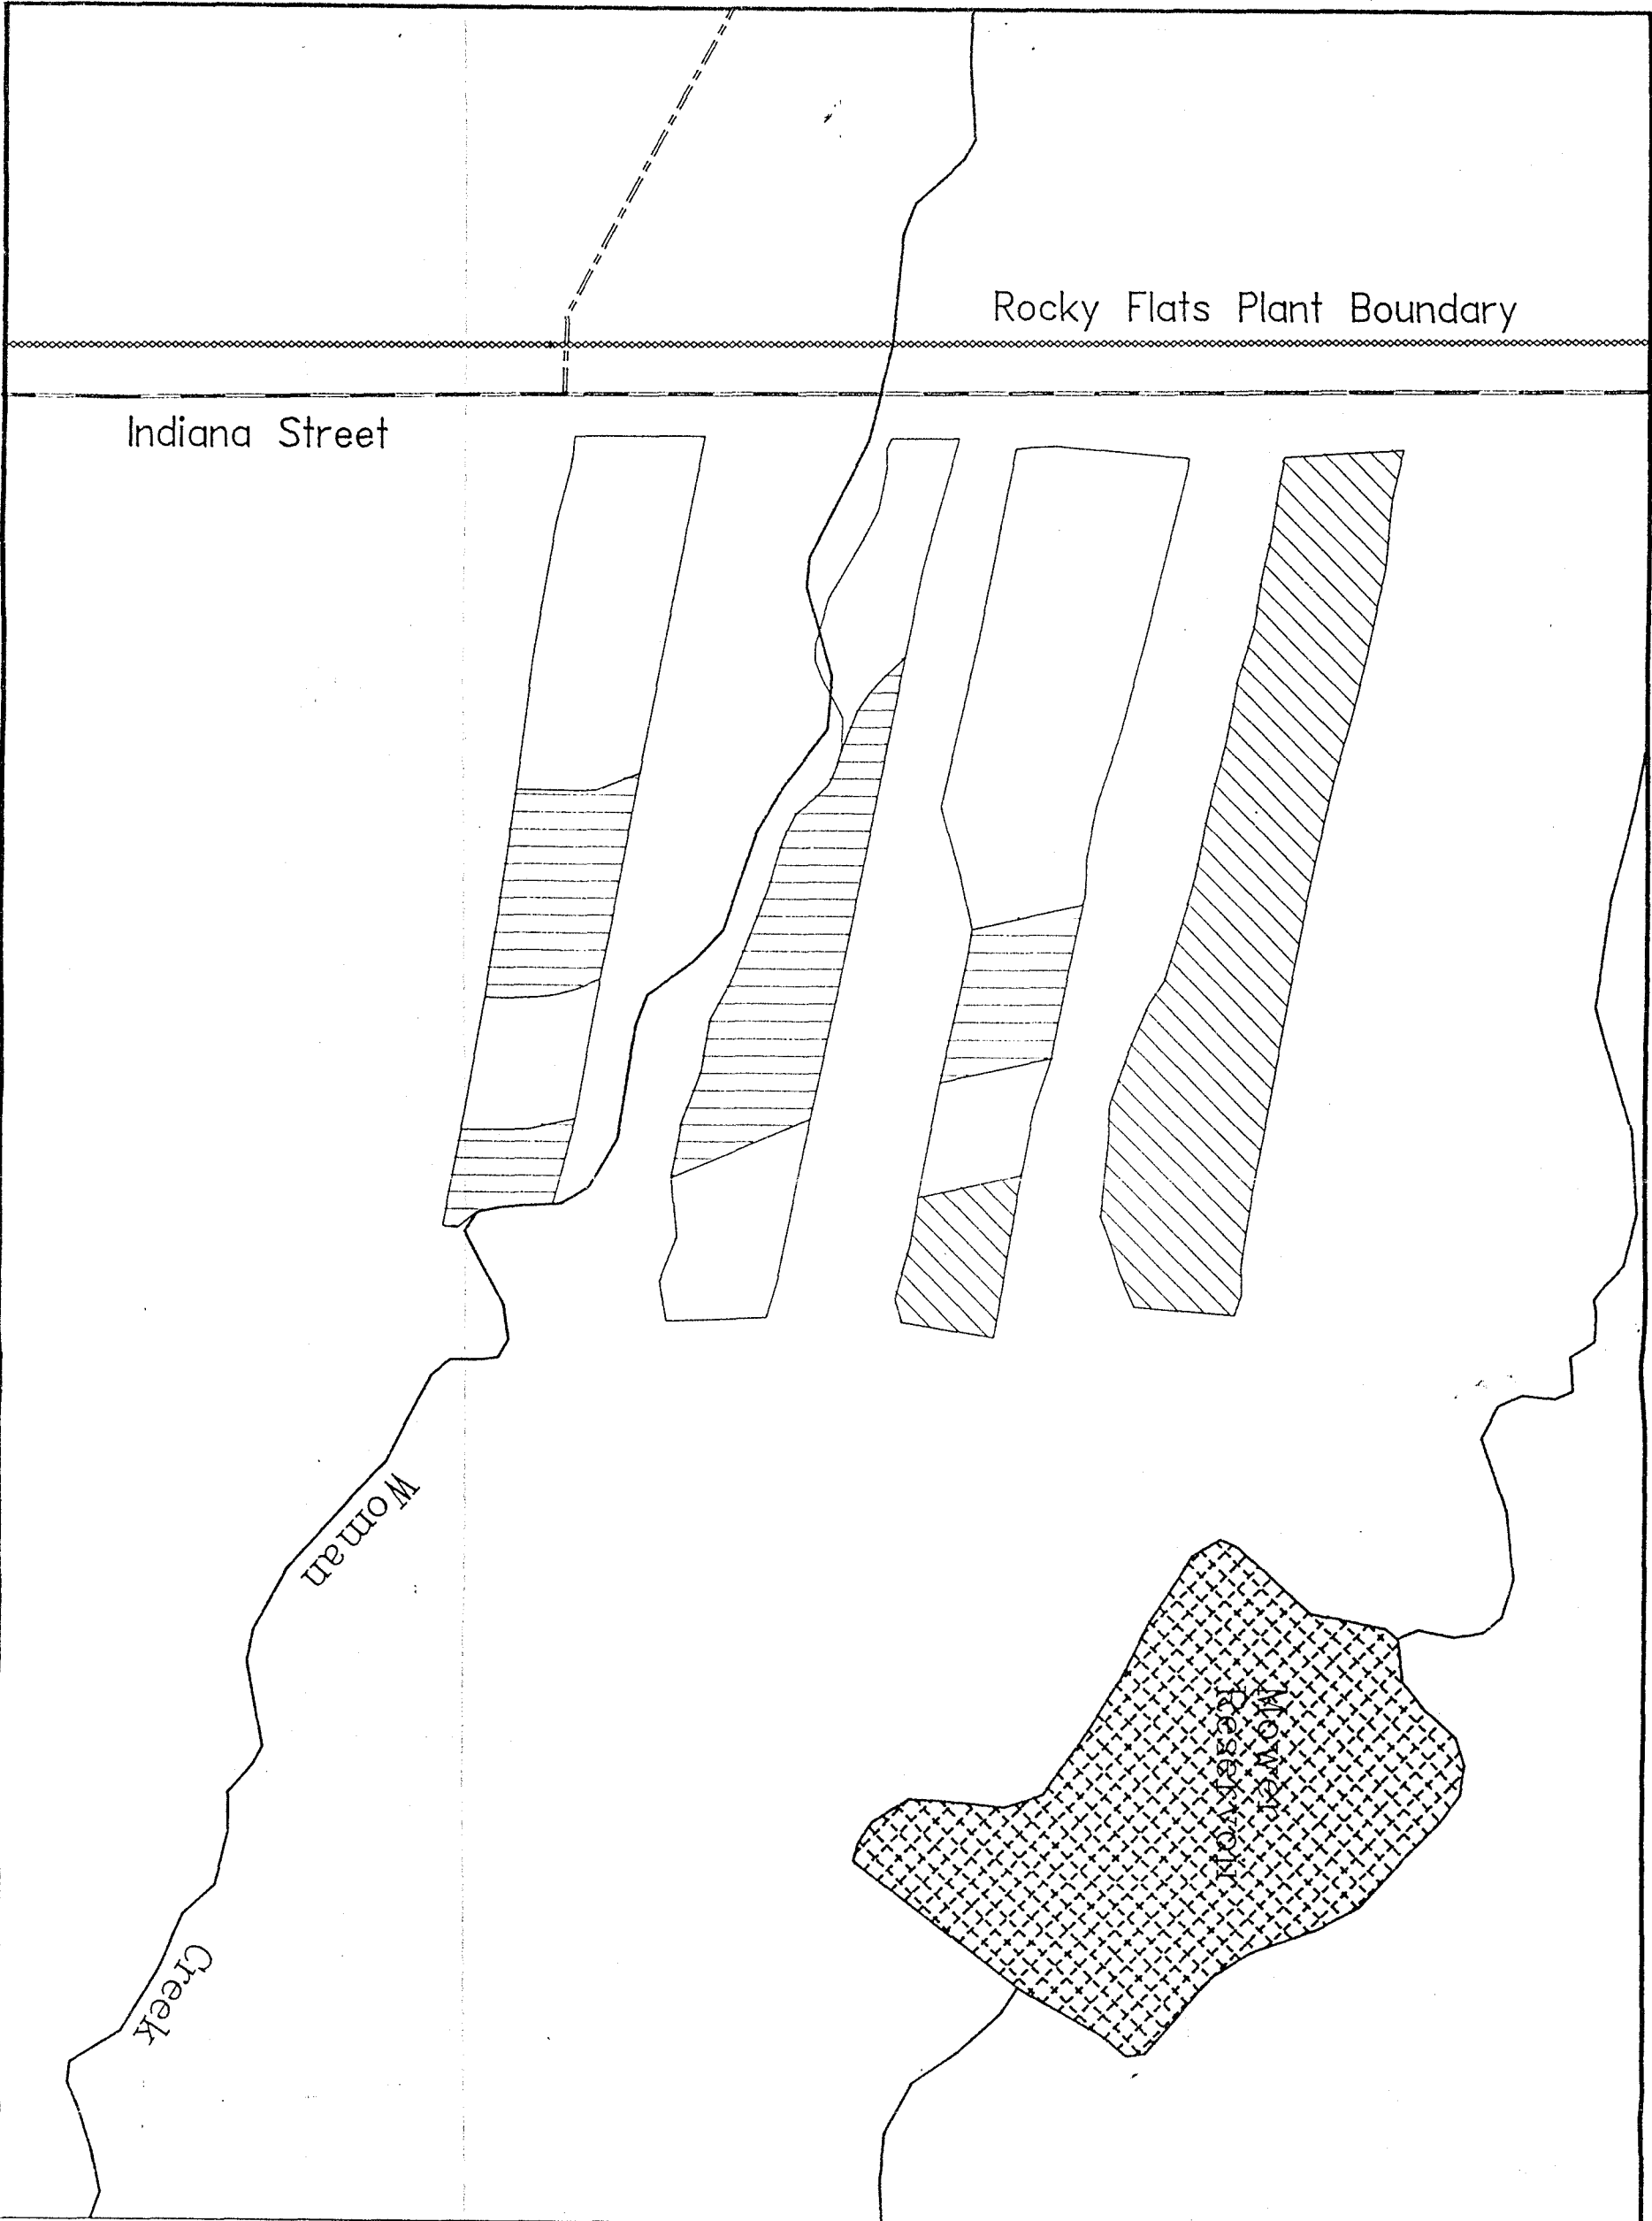 Rocky Flats Plant Boundary
Indiana Street
Woman
Creek
Mower
Reservoir